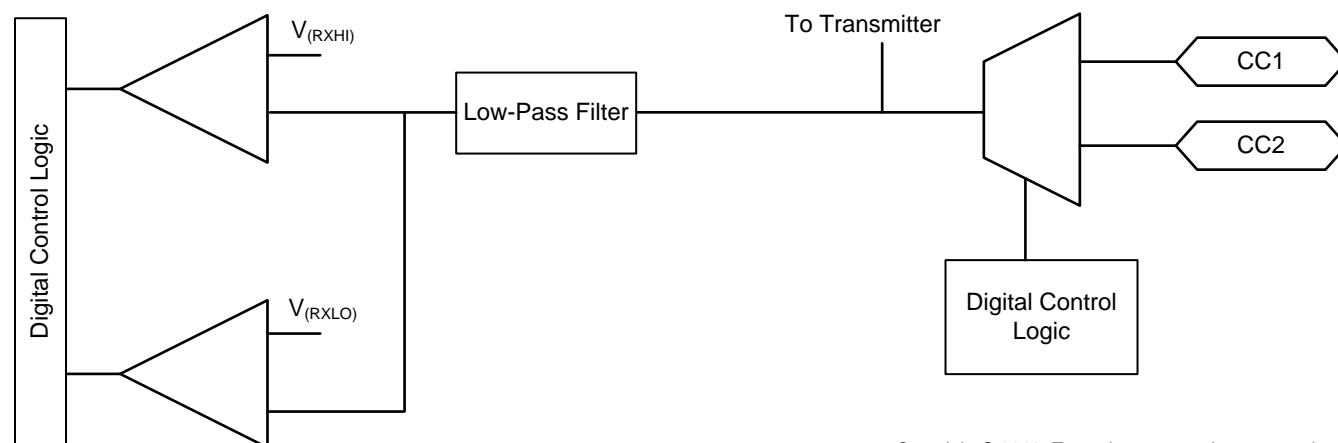 V(RXHI)
To Transmitter
CC1
Low-Pass Filter
CC2
Digital Control Logic
V(RXLO)
Digital Control
Logic